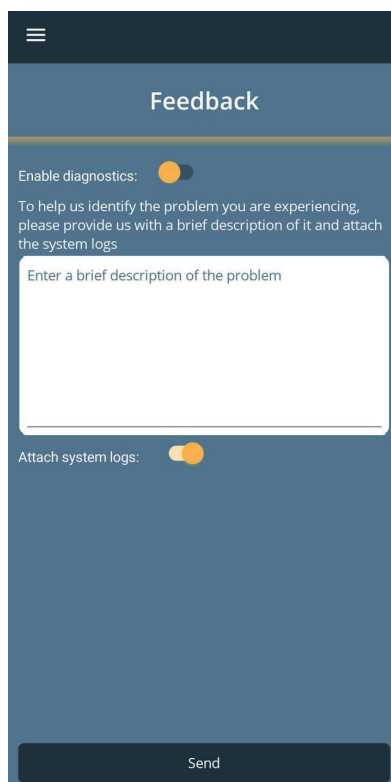 Feedback
Enable diagnostics:
To help us identify the problem you are experiencing,
please provide us with a brief description of it and attach
the system logs
Enter a brief description of the problem
Attach system logs:
Send